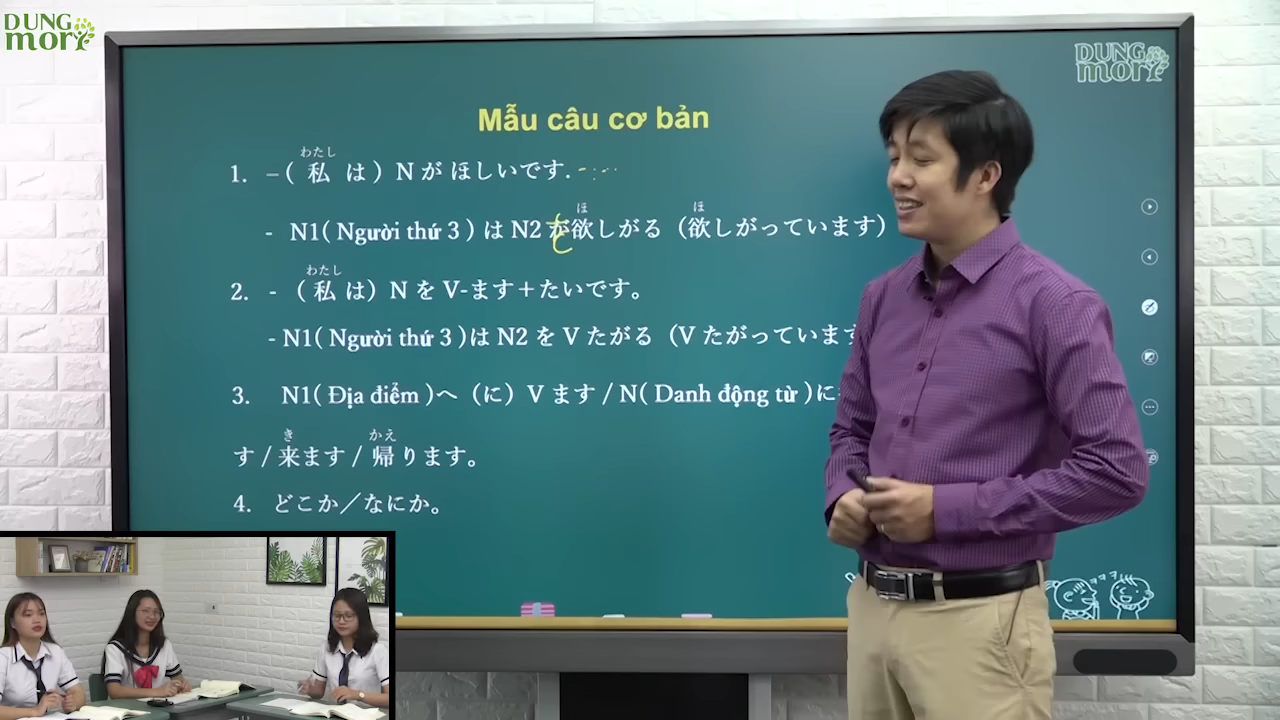 DUNG
mori
DUNG
mori
Mẫu câu cơ bản
わたし
1. –( 私 は ) N が ほしいです.
ほ ほ
- N1( Người thứ 3 ) は N2 を欲しがる (欲しがっています)
わたし
2. - ( 私 は) N を V-ます+たいです。
- N1( Người thứ 3 )は N2 を V たがる (V たがっています
3. N1( Địa điểm )へ (に) V ます / N( Danh động từ )に
き かえ
す / 来ます / 帰ります。
4. どこか／なにか。